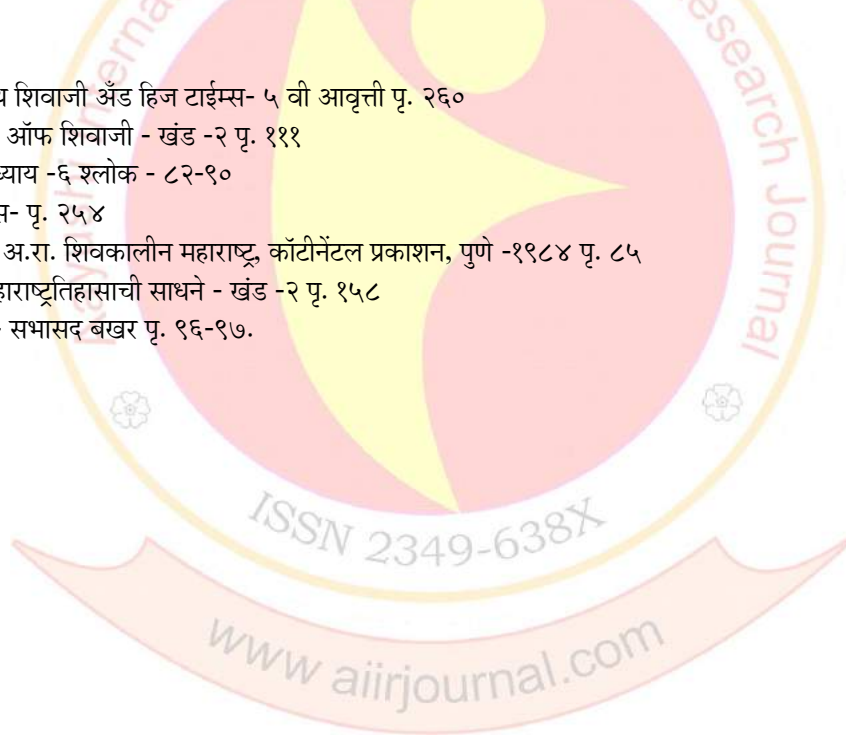 शिवाजी अँड हिज टाईम्स- ५ वी आवृत्ती पृ. २६०
ऑफ शिवाजी - खंड -२ पृ. १११
-६ श्लोक - ८२-९०
पृ. २५४
अ.रा. शिवकालीन महाराष्ट्र, कॉटीनेंटल प्रकाशन, पुणे -१९८४ पृ. ८५
साधने - खंड -२ पृ. १५८
सभासद बखर पृ. ९६-९७.
Journal
ISSN 2349-638X
www aiirjournal.com